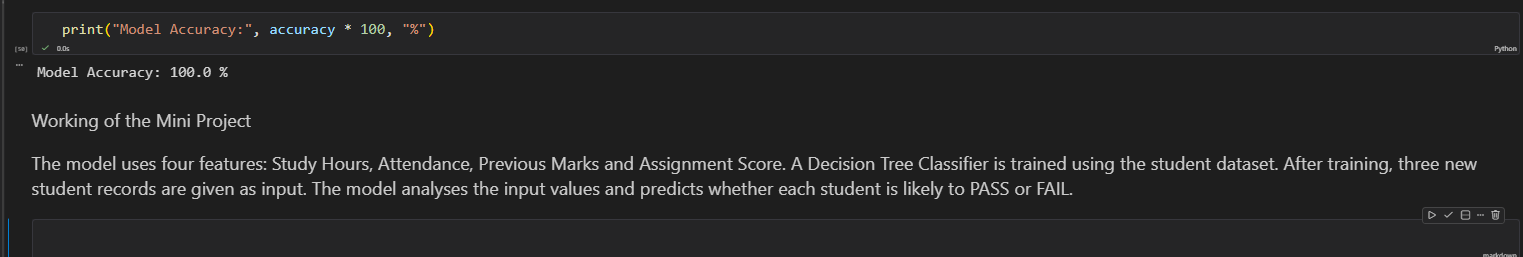 print("Model Accuracy:", accuracy * 100, "%")
[50]
0.0s
Python
Model Accuracy: 100.0 %
Working of the Mini Project
The model uses four features: Study Hours, Attendance, Previous Marks and Assignment Score. A Decision Tree Classifier is trained using the student dataset. After training, three new
student records are given as input. The model analyses the input values and predicts whether each student is likely to PASS or FAIL.
markdown